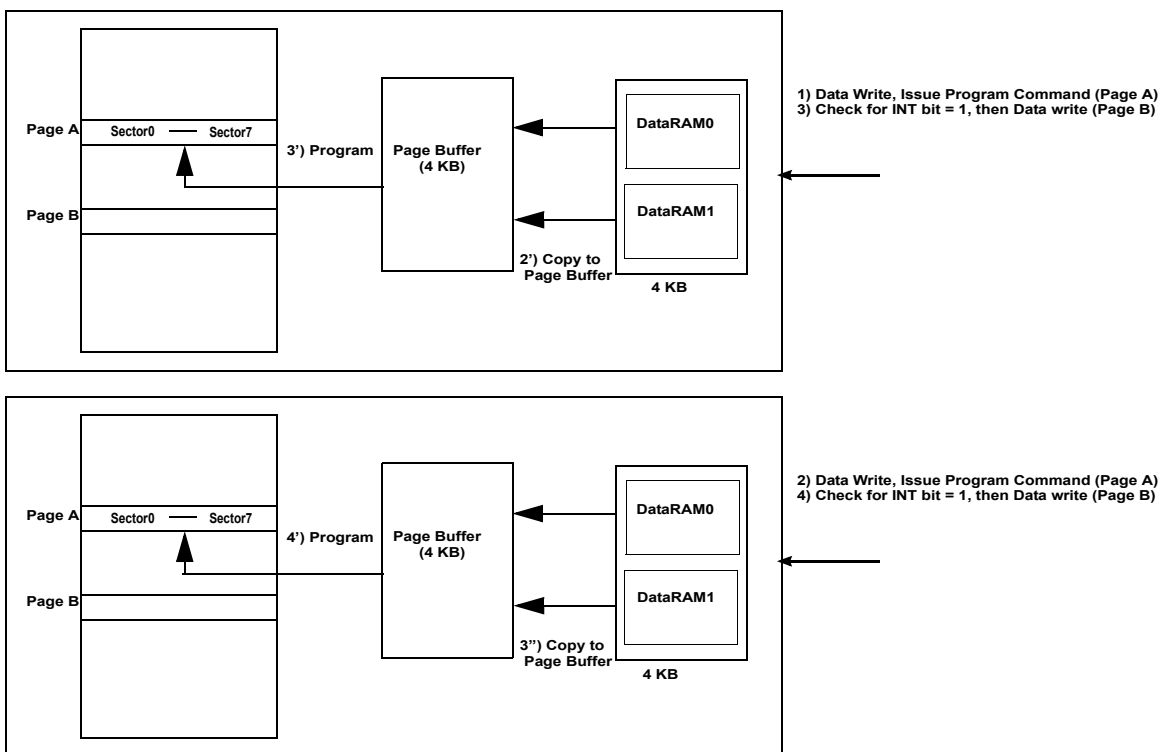 1) Data Write, Issue Program Command (Page A)
3) Check for INT bit = 1, then Data write (Page B)
Page A
Sector0
Sector7
3’) Program
Page Buffer
(4 KB)
DataRAM0
Page B
DataRAM1
2’) Copy to
Page Buffer
4 KB
2) Data Write, Issue Program Command (Page A)
4) Check for INT bit = 1, then Data write (Page B)
Page A
Sector0
Sector7
4’) Program
Page Buffer
(4 KB)
DataRAM0
Page B
DataRAM1
3”) Copy to
Page Buffer
4 KB